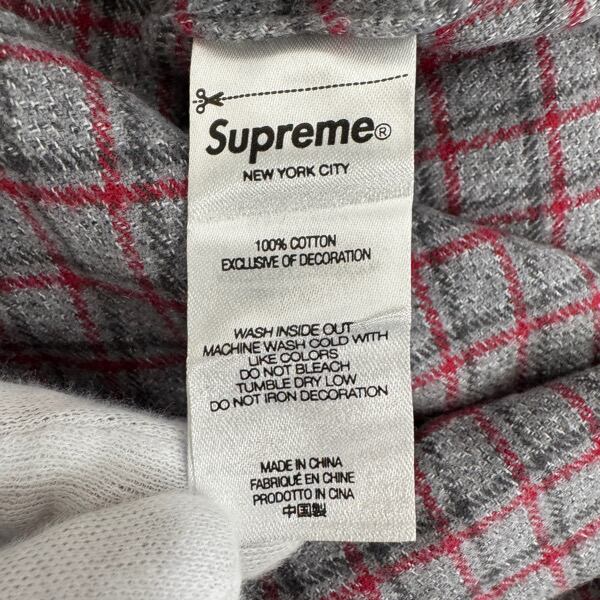 Supreme®
NEW YORK CITY
100% COTTON
EXCLUSIVE OF DECORATION
WASH INSIDE OUT
MACHINE WASH COLD WITH
LIKE COLORS
DO NOT BLEACH
TUMBLE DRY LOW
DO NOT IRON DECORATION
MADE IN CHINA
FABRIQUÉ EN CHINE
PRODOTTO IN CINA
中国製